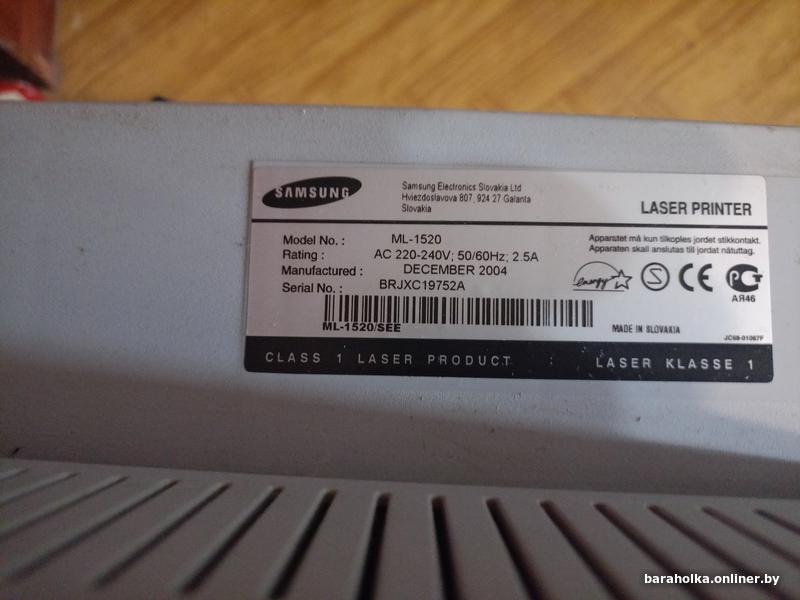 SAMSUNG
Samsung Electronics Slovakia Ltd
Hviezdoslavova 807, 924 27 Galanta
Slovakia
LASER PRINTER
Model No. : ML-1520
Rating : AC 220-240V; 50/60Hz; 2.5A
Manufactured : DECEMBER 2004
Serial No. : BRJXC19752A
ML-1520/SEE
Apparatet må kun tilkoples jordet stikkontakt.
Apparaten skall anslutas till jordat nätuttag.
energy
S
CE
РСТ
АЯ46
MADE IN SLOVAKIA
JC68-01067F
CLASS 1 LASER PRODUCT : LASER KLASSE 1
baraholka.onliner.by